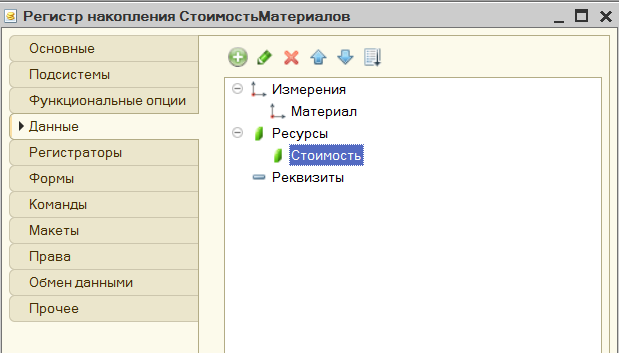 Регистр накопления СтоимостьМатериалов
Основные
Подсистемы
Функциональные опции
Данные
Регистраторы
Формы
Команды
Макеты
Права
Обмен данными
Прочее
Измерения
Материал
Ресурсы
Стоимость
Реквизиты